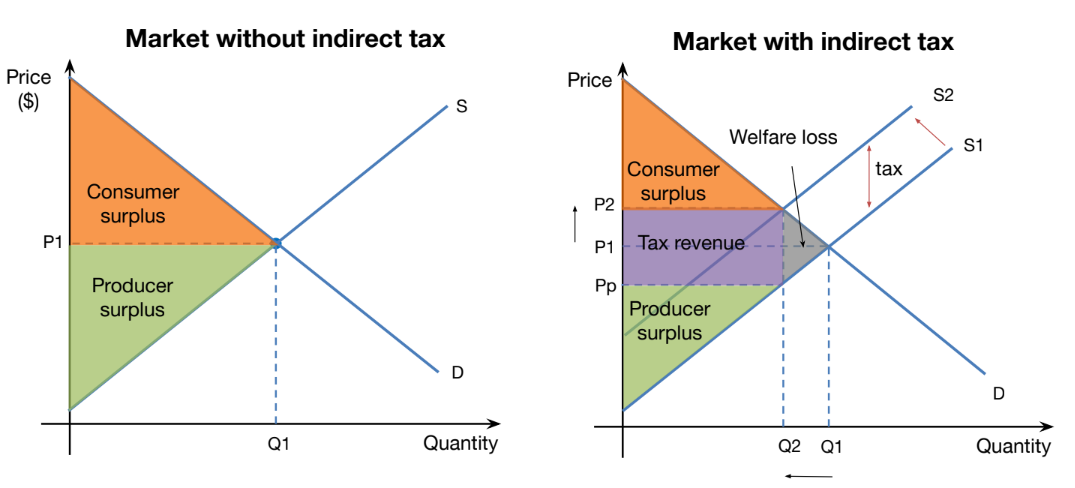 Market without indirect tax
Price
($)
S
Consumer
surplus
P1
Producer
surplus
D
Q1
Quantity
Market with indirect tax
Price
S2
Welfare loss
S1
tax
Consumer
surplus
P2
Tax revenue
P1
Pp
Producer
surplus
D
Q2
Q1
Quantity